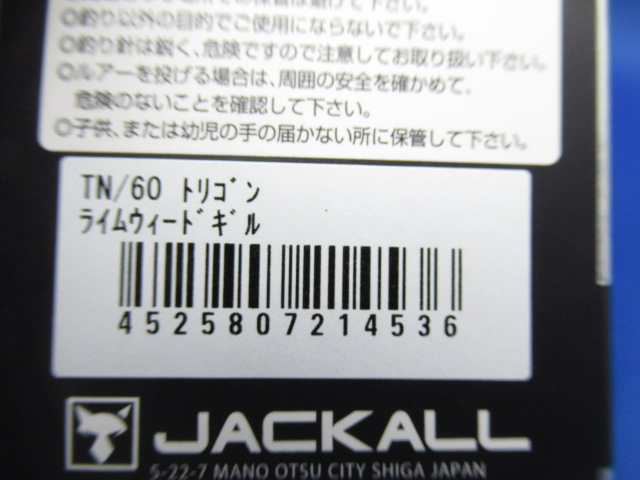 ◎釣り以外の目的でご使用にならないで下さい。
◎釣り針は鋭く、危険ですので注意してお取り扱い下さい。
◎ルアーを投げる場合は、周囲の安全を確かめて、
危険のないことを確認して下さい。
◎子供、または幼児の手の届かない所に保管して下さい。
TN/60 ﾄﾘｺﾞﾝ
ﾗｲﾑｳｨｰﾄﾞｷﾞﾙ
4525807214536
JACKALL
5-22-7 MANO OTSU CITY SHIGA JAPAN